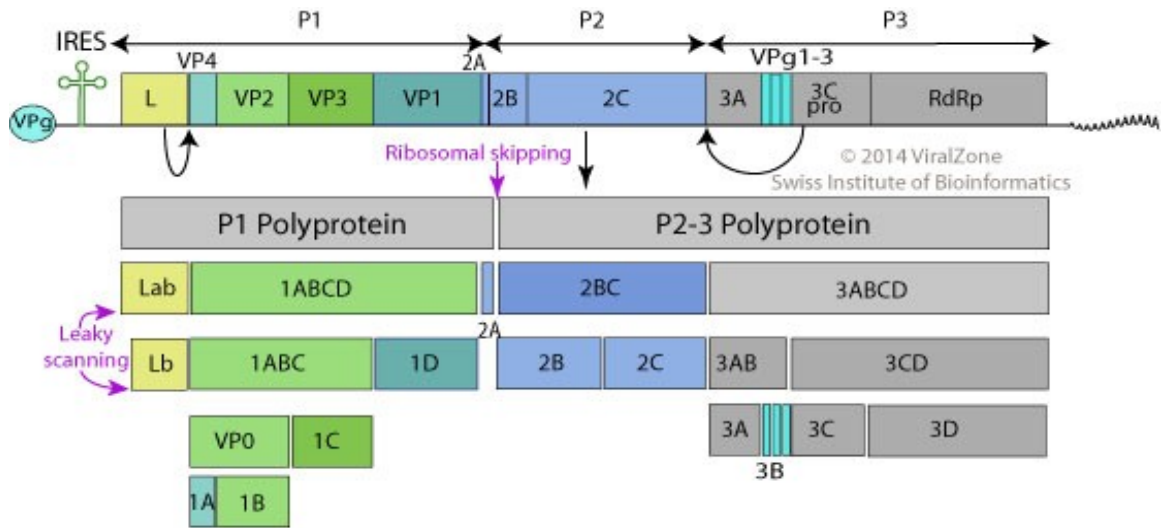 P1 P2 P3
IRES
VP4 2A VPg1-3
VPg L VP2 VP3 VP1 2B 2C 3A 3C pro RdRp
Ribosomal skipping
© 2014 ViralZone
Swiss Institute of Bioinformatics
P1 Polyprotein P2-3 Polyprotein
Lab 1ABCD 2BC 3ABCD
2A
Leaky scanning
Lb 1ABC 1D 2B 2C 3AB 3CD
VP0 1C 3A 3C 3D
3B
1A 1B